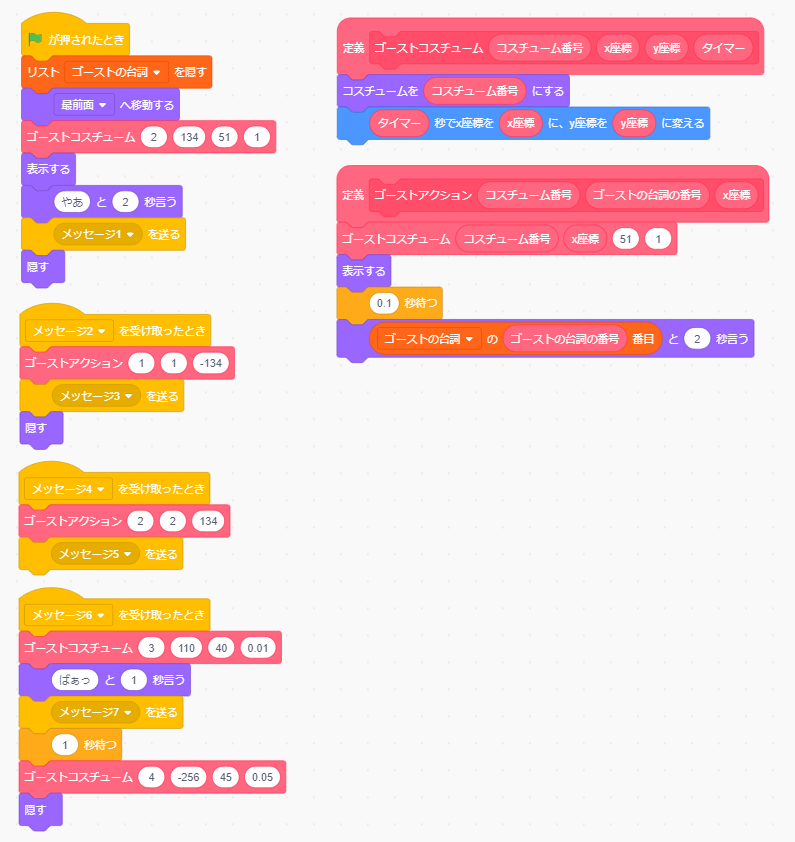 が押されたとき
リスト ゴーストの台詞 を隠す
最前面 へ移動する
ゴーストコスチューム 2 134 51 1
表示する
やあ と 2 秒言う
メッセージ1 を送る
隠す
メッセージ2 を受け取ったとき
ゴーストアクション 1 1 -134
メッセージ3 を送る
隠す
メッセージ4 を受け取ったとき
ゴーストアクション 2 2 134
メッセージ5 を送る
メッセージ6 を受け取ったとき
ゴーストコスチューム 3 110 40 0.01
ばぁっ と 1 秒言う
メッセージ7 を送る
1 秒待つ
ゴーストコスチューム 4 -256 45 0.05
隠す
定義 ゴーストコスチューム コスチューム番号 x座標 y座標 タイマー
コスチュームを コスチューム番号 にする
タイマー 秒でx座標を x座標 に、y座標を y座標 に変える
定義 ゴーストアクション コスチューム番号 ゴーストの台詞の番号 x座標
ゴーストコスチューム コスチューム番号 x座標 51 1
表示する
0.1 秒待つ
ゴーストの台詞 の ゴーストの台詞の番号 番目 と 2 秒言う